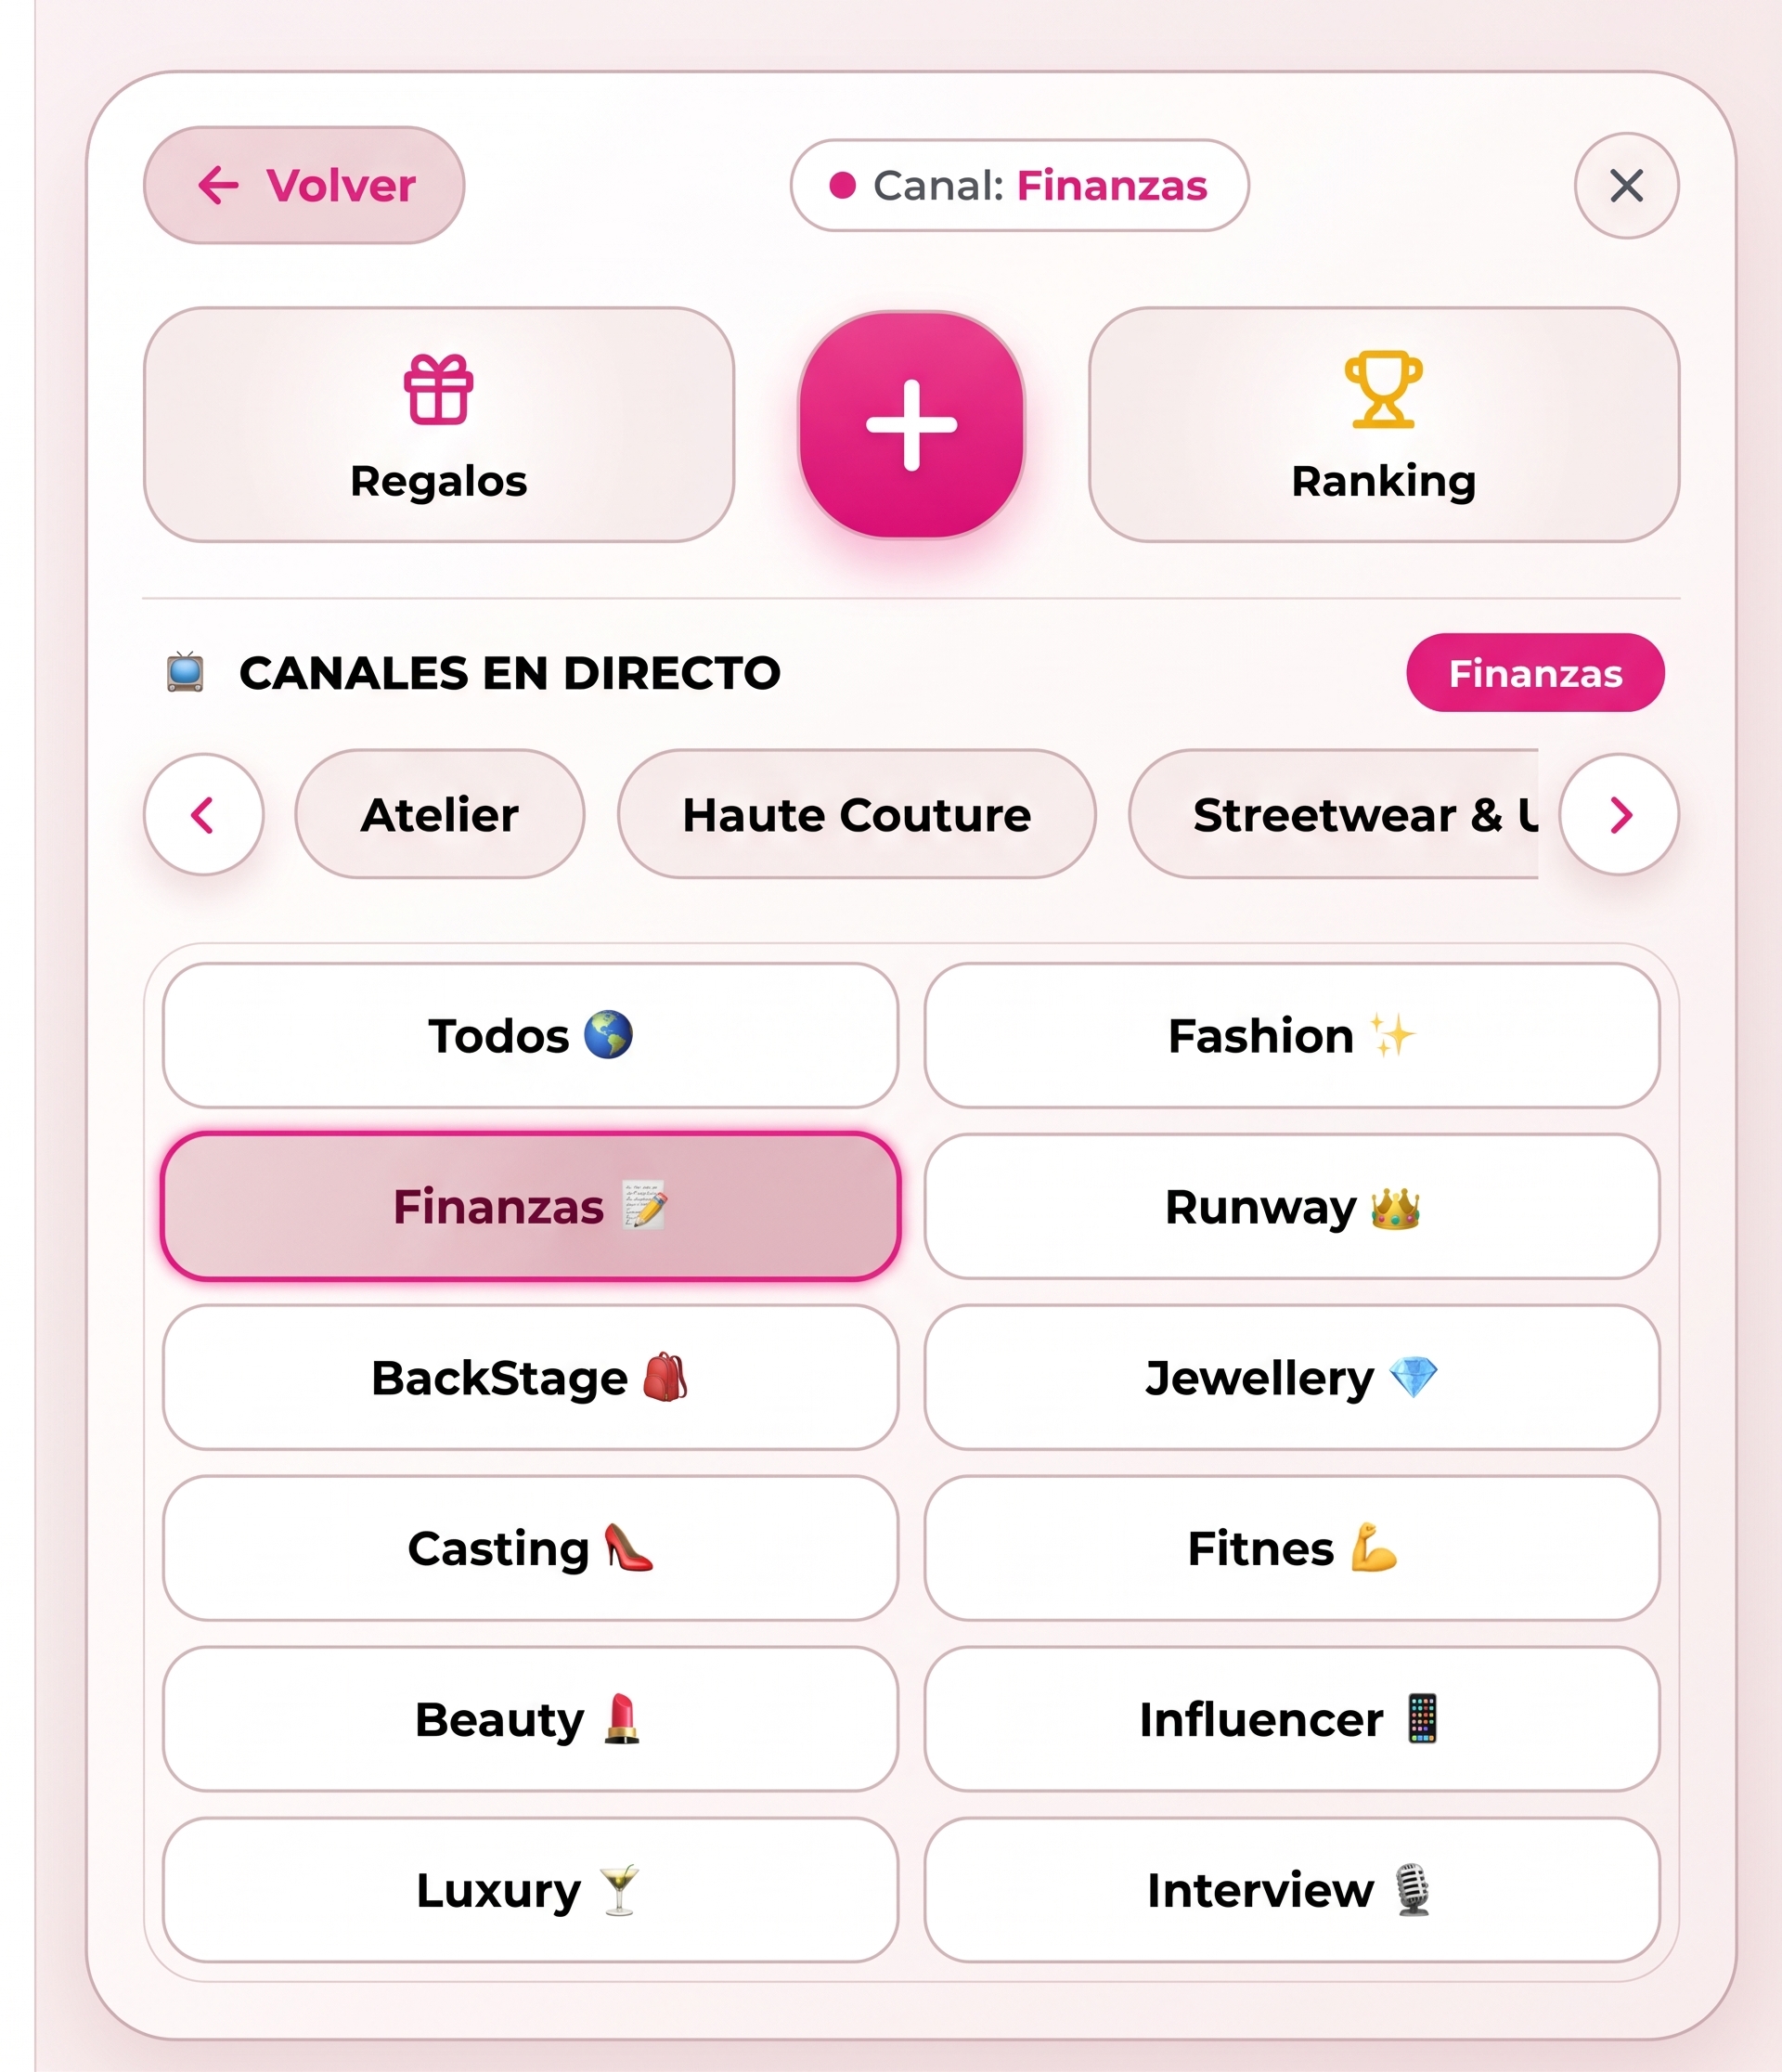 Volver
Canal: Finanzas
Regalos
Ranking
CANALES EN DIRECTO
Finanzas
Atelier
Haute Couture
Streetwear & U
Todos
Fashion
Finanzas
Runway
BackStage
Jewellery
Casting
Fitnes
Beauty
Influencer
Luxury
Interview